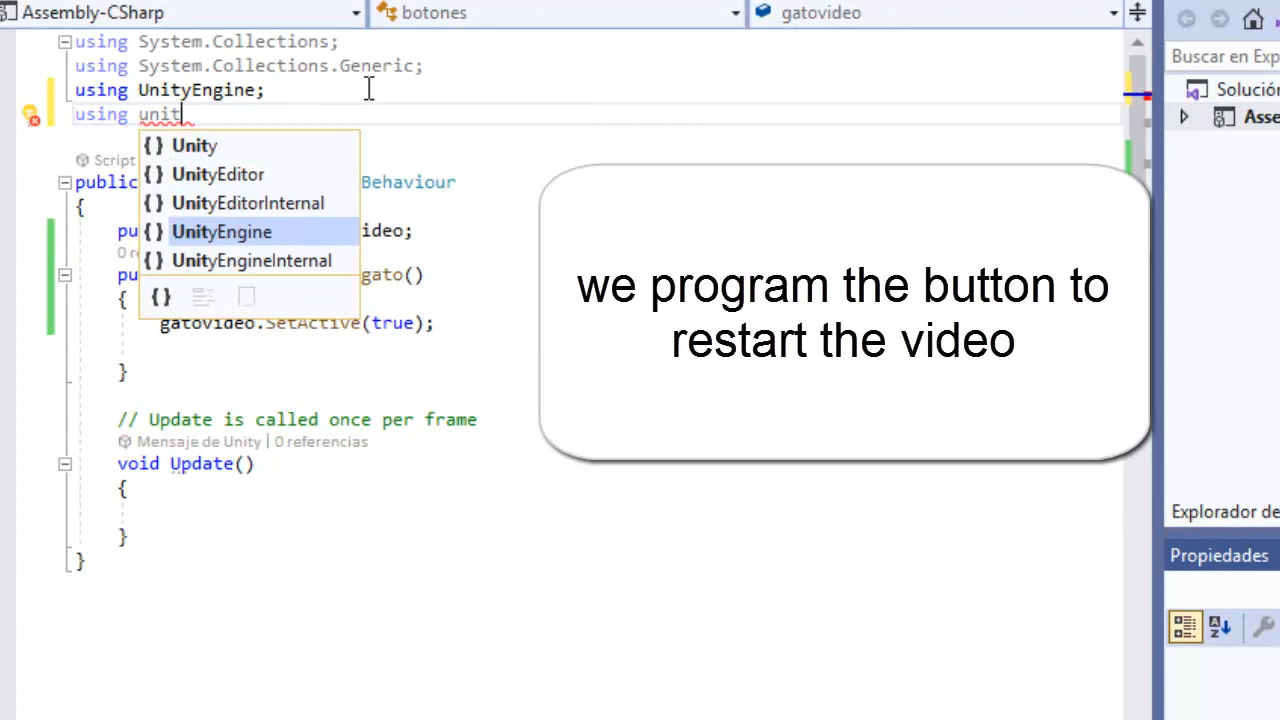 Assembly-CSharp
botones
gatovideo
using System.Collections;
using System.Collections.Generic;
using UnityEngine;
using unit
Unity
UnityEditor
UnityEditorInternal
UnityEngine
UnityEngineInternal
{ }
Script
public Behaviour
{
pu ideo;
0 re
pu gato()
{
gatovideo.SetActive(true);
}
// Update is called once per frame
Mensaje de Unity | 0 referencias
void Update()
{
}
}
we program the button to
restart the video
Buscar en Exp
Solución
Asse
Explorador de
Propiedades